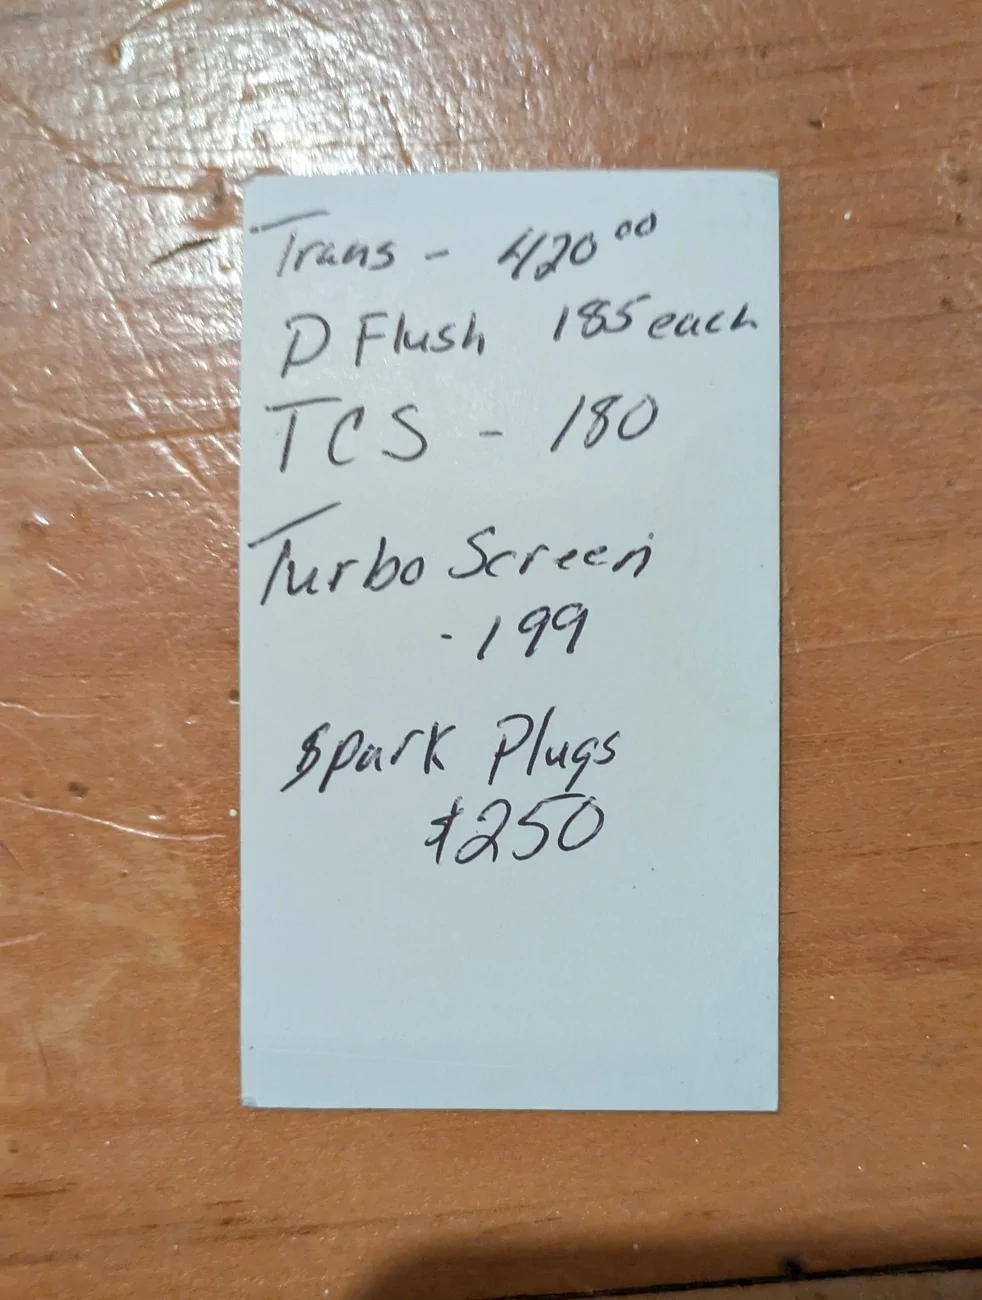 Trans - 420 00
D Flush 185 each
TCS - 180
Turbo Screen
- 199
Spark Plugs
$250